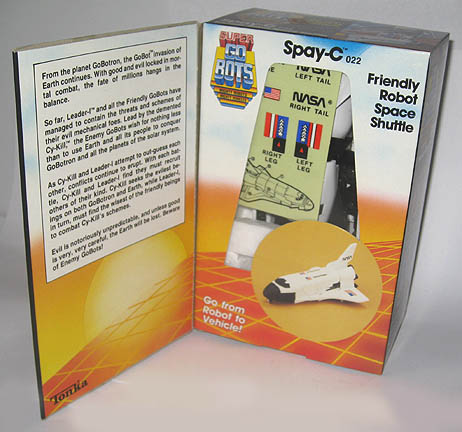 From the planet GoBotron, the GoBot™ invasion of
Earth continues. With good and evil locked in mor-
tal combat, the fate of millions hangs in the
balance.
So far, Leader-1™ and all the Friendly GoBots have
managed to contain the threats and schemes of
their evil mechanical foes. Lead by the demented
Cy-Kill,™ the Enemy GoBots wish for nothing less
than to use Earth and all its people to conquer
GoBotron and all the planets of the solar system.
As Cy-Kill and Leader-1 attempt to out-guess each
other, conflicts continue to erupt. With each bat-
tle, Cy-Kill and Leader-1 find they must recruit
others of their kind. Cy-Kill seeks the evilest be-
ings on both GoBotron and Earth, while Leader-1,
in turn, must find the wisest of the friendly beings
to combat Cy-Kill's schemes.
Evil is notoriously unpredictable, and unless good
is very, very careful, the Earth will be lost. Beware
of Enemy GoBots!
Tonka
SUPER
GO
BOTS
Spay-C™ 022
Friendly
Robot
Space
Shuttle
NASA
LEFT TAIL
NASA
RIGHT TAIL
RIGHT
LEG
LEFT
LEG
NASA
Go from
Robot to
Vehicle!